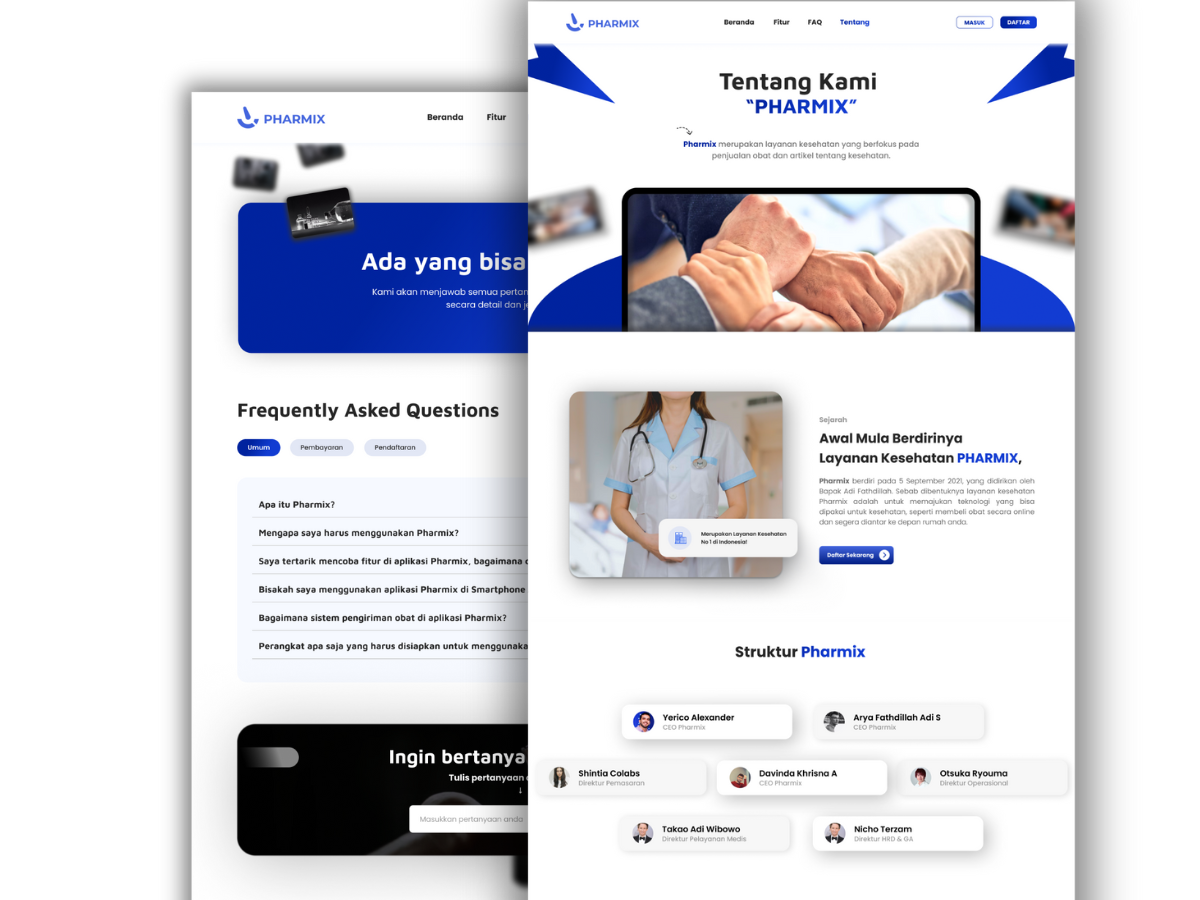 PHARMIX
Beranda Fitur
Ada yang bisa
Kami akan menjawab semua
secara detail dan
Frequently Asked Questions
Umum Pembayaran Pendaftaran
Apa itu Pharmix?
Mengapa saya harus menggunakan Pharmix?
Saya tertarik mencoba fitur di aplikasi Pharmix, bagaimana
Bisakah saya menggunakan aplikasi Pharmix di Smartphone
Bagaimana sistem pengiriman obat di aplikasi Pharmix?
Perangkat apa saja yang harus disiapkan untuk
Ingin bertanya
Tulis pertanyaan
↓
Masukkan pertanyaan anda
PHARMIX
Beranda Fitur FAQ Tentang MASUK DAFTAR
Tentang Kami
“PHARMIX”
Pharmix merupakan layanan kesehatan yang berfokus pada
penjualan obat dan artikel tentang kesehatan.
Sejarah
Awal Mula Berdirinya
Layanan Kesehatan PHARMIX,
Pharmix berdiri pada 5 September 2021, yang didirikan oleh
Bapak Adi Fathdillah. Sebab dibentuknya layanan kesehatan
Pharmix adalah untuk memajukan teknologi yang bisa
dipakai untuk kesehatan, seperti membeli obat secara online
dan segera diantar ke depan rumah anda.
Merupakan Layanan Kesehatan
No 1 di Indonesia!
Daftar Sekarang
Struktur Pharmix
Yerico Alexander
CEO Pharmix
Arya Fathdillah Adi S
CEO Pharmix
Shintia Colabs
Direktur Pemasaran
Davinda Khrisna A
CEO Pharmix
Otsuka Ryouma
Direktur Operasional
Takao Adi Wibowo
Direktur Pelayanan Medis
Nicho Terzam
Direktur HRD & GA